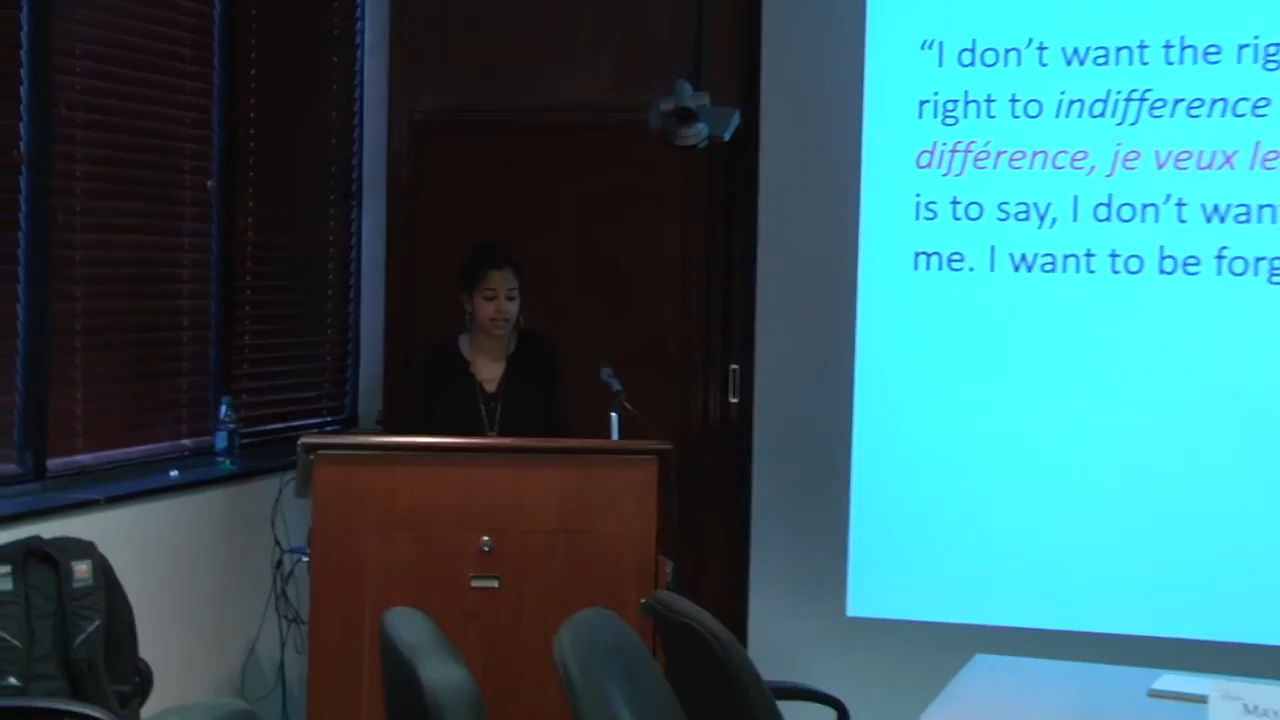 “I don’t want the rig
right to indifference
différence, je veux le
is to say, I don’t wan
me. I want to be forg